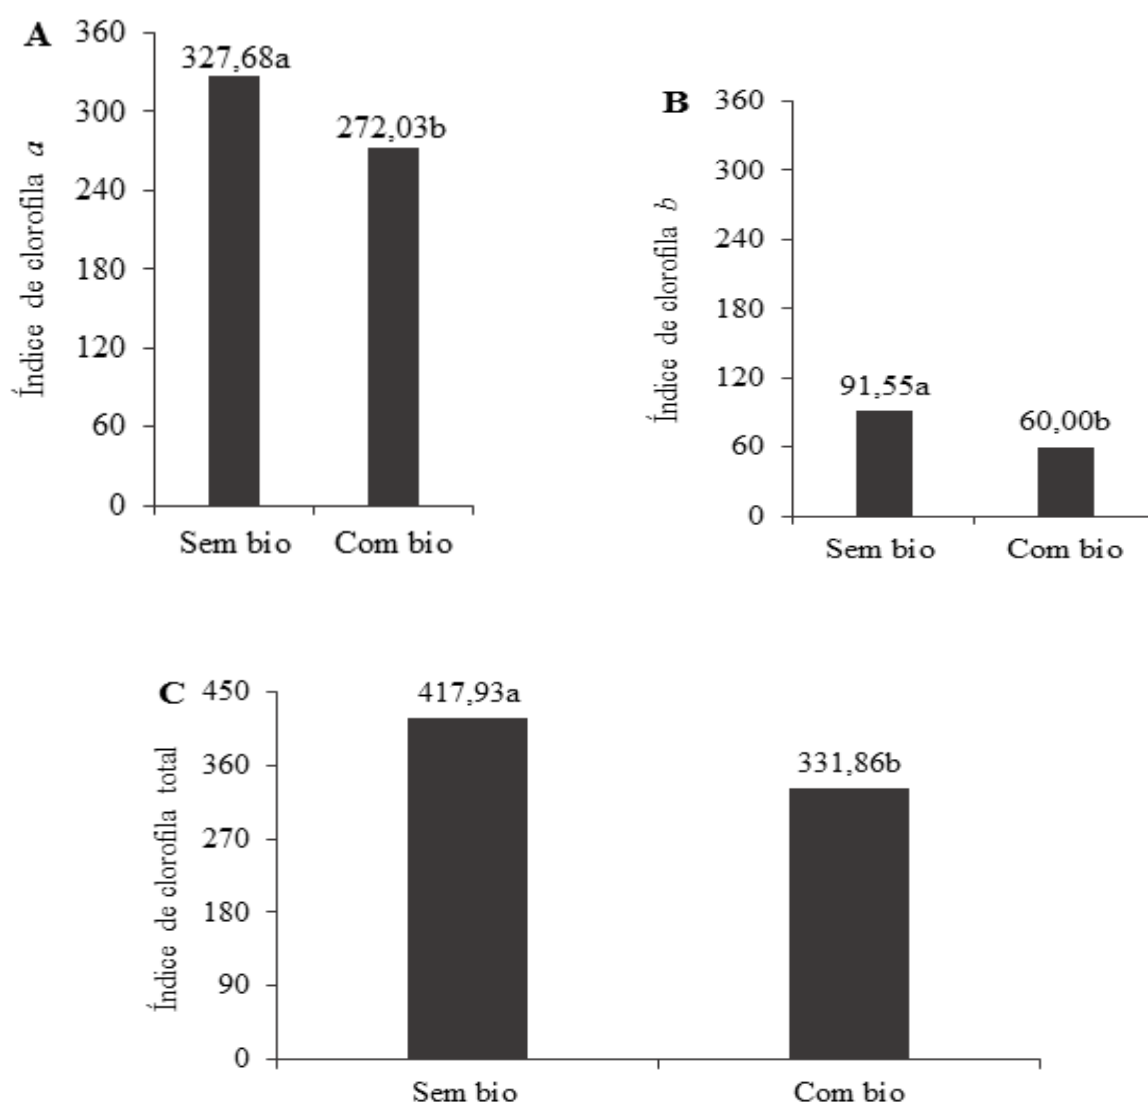 A
Índice de clorofila a
360
300
240
180
120
60
0
327,68a
272,03b
Sem bio
Com bio
B
Índice de clorofila b
360
300
240
180
120
60
0
91,55a
60,00b
Sem bio
Com bio
C
Índice de clorofila total
450
360
270
180
90
0
417,93a
331,86b
Sem bio
Com bio